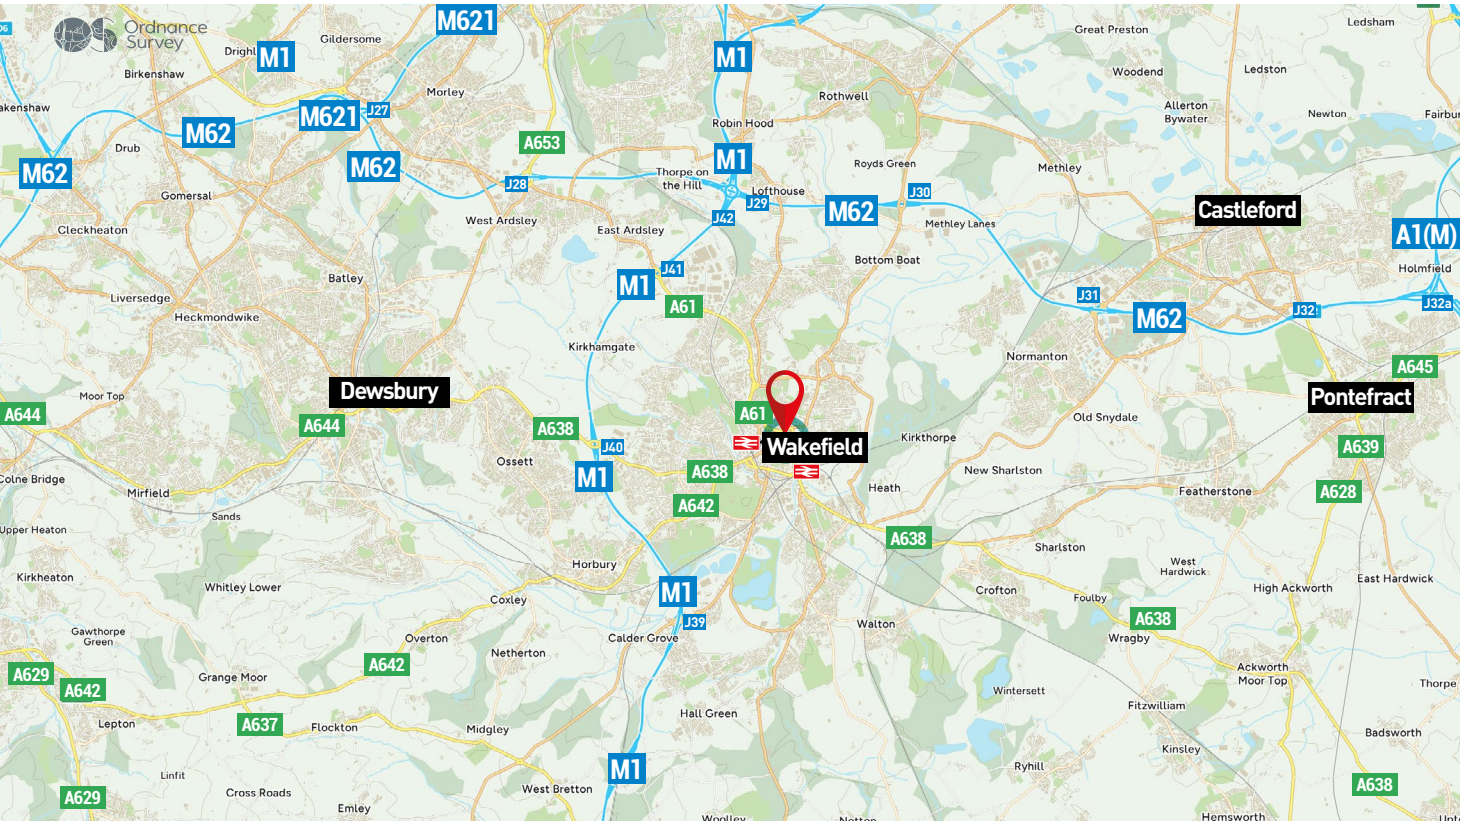 M621
Ledsham
Ordnance
Survey
Great Preston
Gildersome
Drighl
M1
M1
Birkenshaw
Woodend
Ledston
Morley
Rothwell
akenshaw
M621
J27
Allerton
Bywater
Newton
Fairbur
M62
Robin Hood
Drub
A653
M62
M62
M1
Royds Green
Methley
Thorpe on
the Hill
J28
Lofthouse
J30
Gomersal
J29
M62
Castleford
J42
West Ardsley
Methley Lanes
Cleckheaton
East Ardsley
A1(M)
Bottom Boat
J41
Holmfield
Batley
M1
Liversedge
A61
J31
J32
J32a
Heckmondwike
M62
Kirkhamgate
Normanton
A645
Dewsbury
Moor Top
Pontefract
A644
A61
Old Snydale
A644
A638
Kirkthorpe
J40
Wakefield
A639
Ossett
A638
New Sharlston
M1
Colne Bridge
Heath
Mirfield
Featherstone
A628
A642
Sands
Upper Heaton
A638
Sharlston
Horbury
West
Hardwick
Kirkheaton
Whitley Lower
M1
Crofton
High Ackworth
East Hardwick
Coxley
Foulby
J39
A638
Gawthorpe
Green
Overton
Calder Grove
Walton
Wragby
Netherton
A642
Ackworth
Moor Top
A629
Grange Moor
A642
Wintersett
Thorpe
Fitzwilliam
Lepton
A637
Flockton
Midgley
Hall Green
Badsworth
Kinsley
M1
Ryhill
Linfit
A638
Cross Roads
West Bretton
A629
Emley
Woolley
Notton
Hemsworth